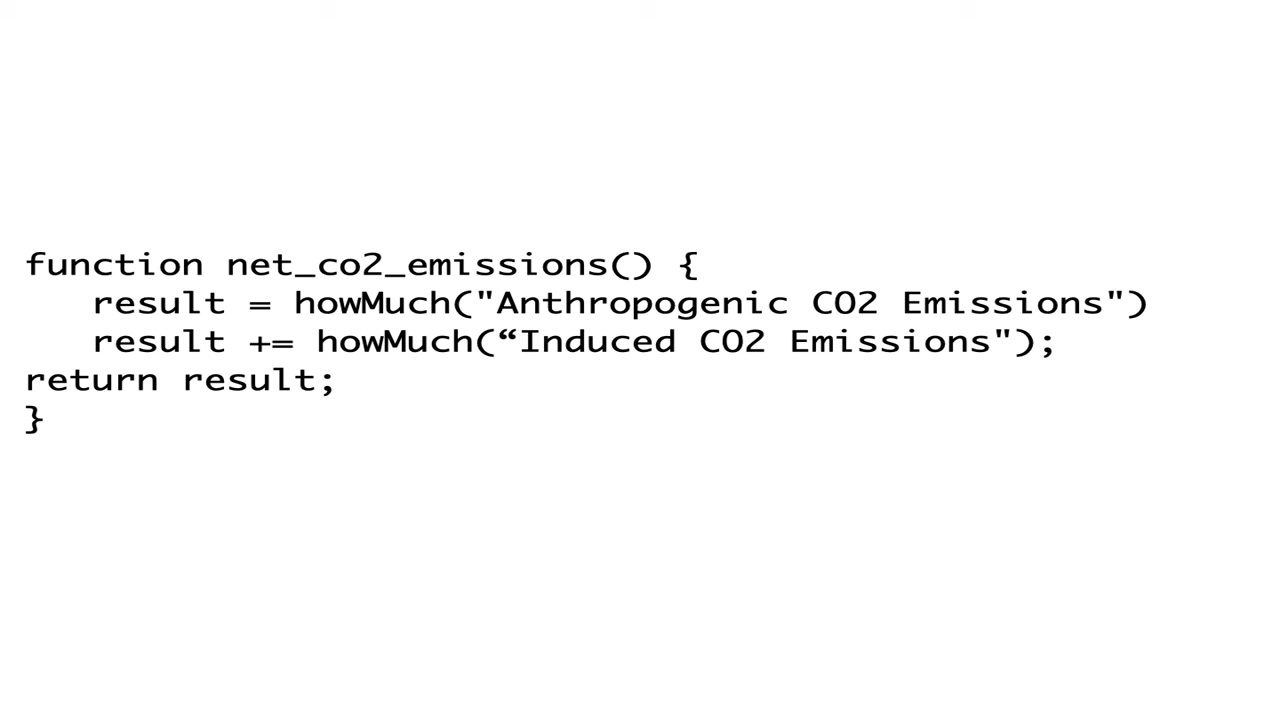 function net_co2_emissions() {
   result = howMuch("Anthropogenic CO2 Emissions")
   result += howMuch(“Induced CO2 Emissions");
return result;
}